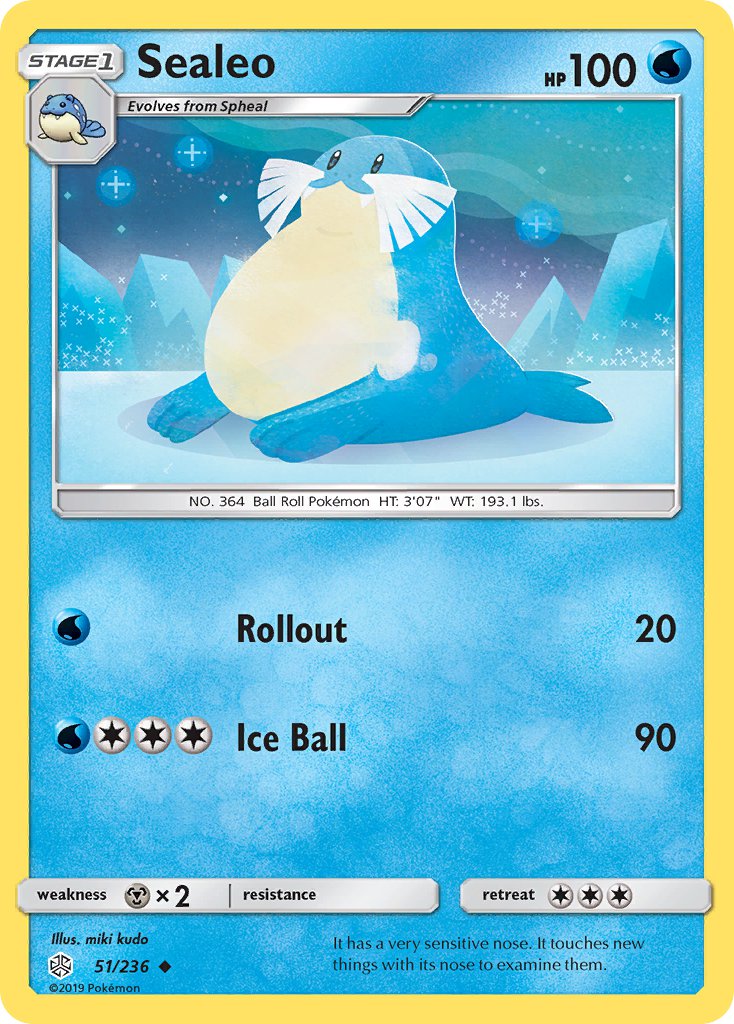 STAGE1
Sealeo
HP100
Evolves from Spheal
NO. 364 Ball Roll Pokémon HT: 3'07" WT: 193.1 lbs.
Rollout 20
Ice Ball 90
weakness ×2 resistance retreat
Illus. miki kudo
It has a very sensitive nose. It touches new
things with its nose to examine them.
51/236
©2019 Pokémon